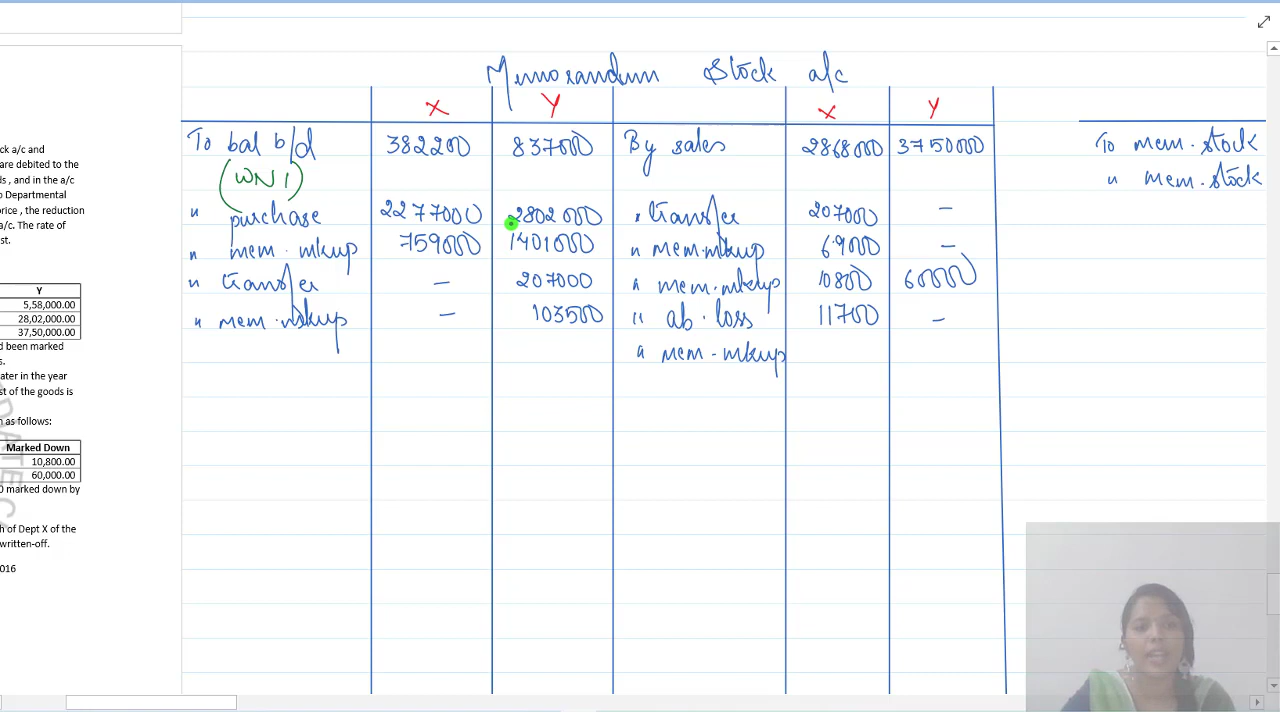 ck a/c and
are debited to the
ds , and in the a/c
o Departmental
price , the reduction
a/c. The rate of
st.
Y
5,58,000.00
28,02,000.00
37,50,000.00
d been marked
s.
ater in the year
st of the goods is
n as follows:
Marked Down
10,800.00
60,000.00
0 marked down by
h of Dept X of the
written-off.
016
Memorandum Stock a/c
X Y X Y
To bal b/d 382200 837000 By sales 2868000 3750000
(WN 1)
" purchase 2277000 2802000 " transfer 207000 -
" mem. mkup 759000 1401000 " mem. mkup 69000 -
" transfer - 207000 " mem. mkup 10800 60000
" mem. mkup - 103500 " ab. loss 11700 -
" mem. mkup
To mem. stock
" mem. stock